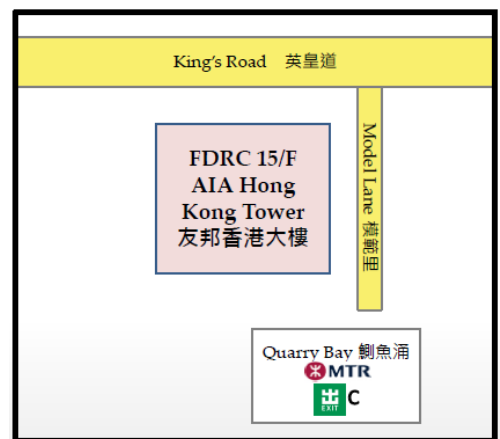 King's Road 英皇道
FDRC 15/F
AIA Hong
Kong Tower
友邦香港大樓
Model Lane 模範里
Quarry Bay 鰂魚涌
MTR
出 EXIT C